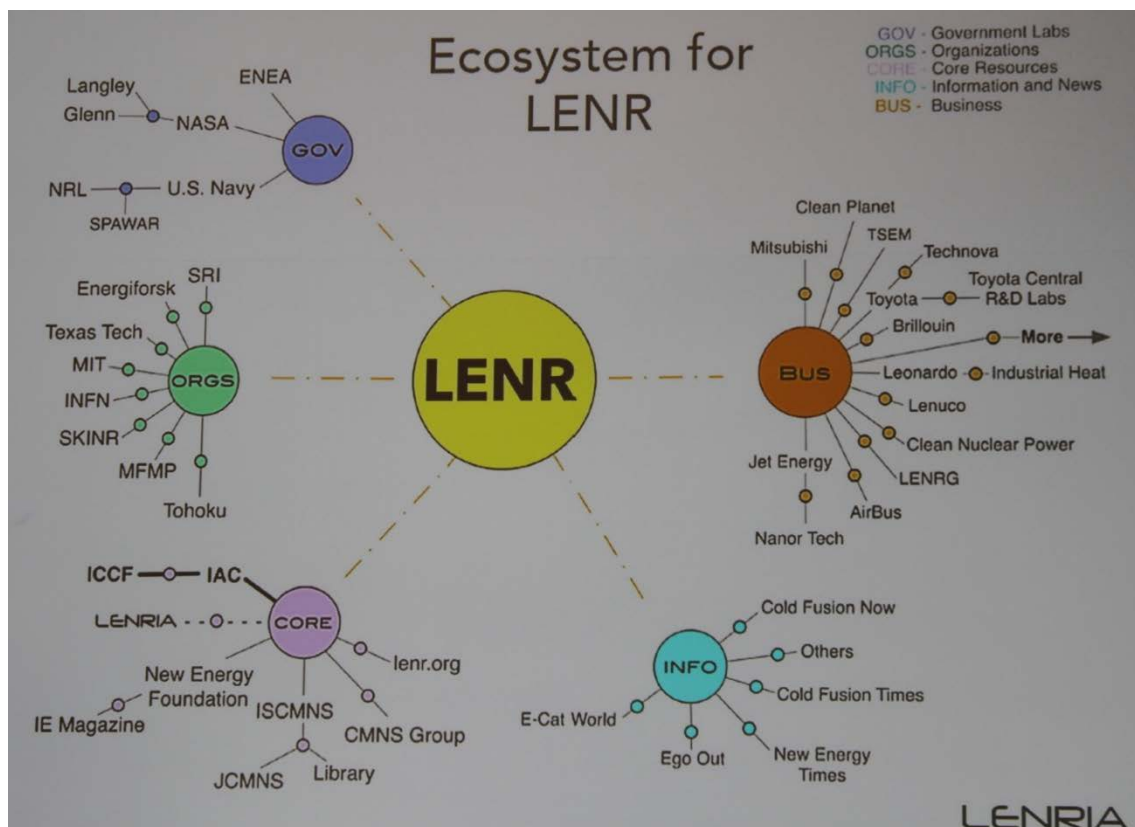 Ecosystem for
LENR
GOV - Government Labs
ORGS - Organizations
CORE - Core Resources
INFO - Information and News
BUS - Business
ENEA
Langley
Glenn
NASA
GOV
NRL
U.S. Navy
SPAWAR
Energiforsk
SRI
Texas Tech
MIT
INFN
SKINR
MFMP
Tohoku
ORGS
LENR
Clean Planet
Mitsubishi
TSEM
Technova
Toyota
Toyota Central
R&D Labs
Brillouin
More
BUS
Leonardo
Industrial Heat
Lenuco
Clean Nuclear Power
Jet Energy
LENRG
AirBus
Nanor Tech
ICCF
IAC
LENRIA
CORE
New Energy
Foundation
IE Magazine
ISCMNS
lenr.org
CMNS Group
JCMNS
Library
INFO
Cold Fusion Now
Others
Cold Fusion Times
E-Cat World
Ego Out
New Energy
Times
LENRIA